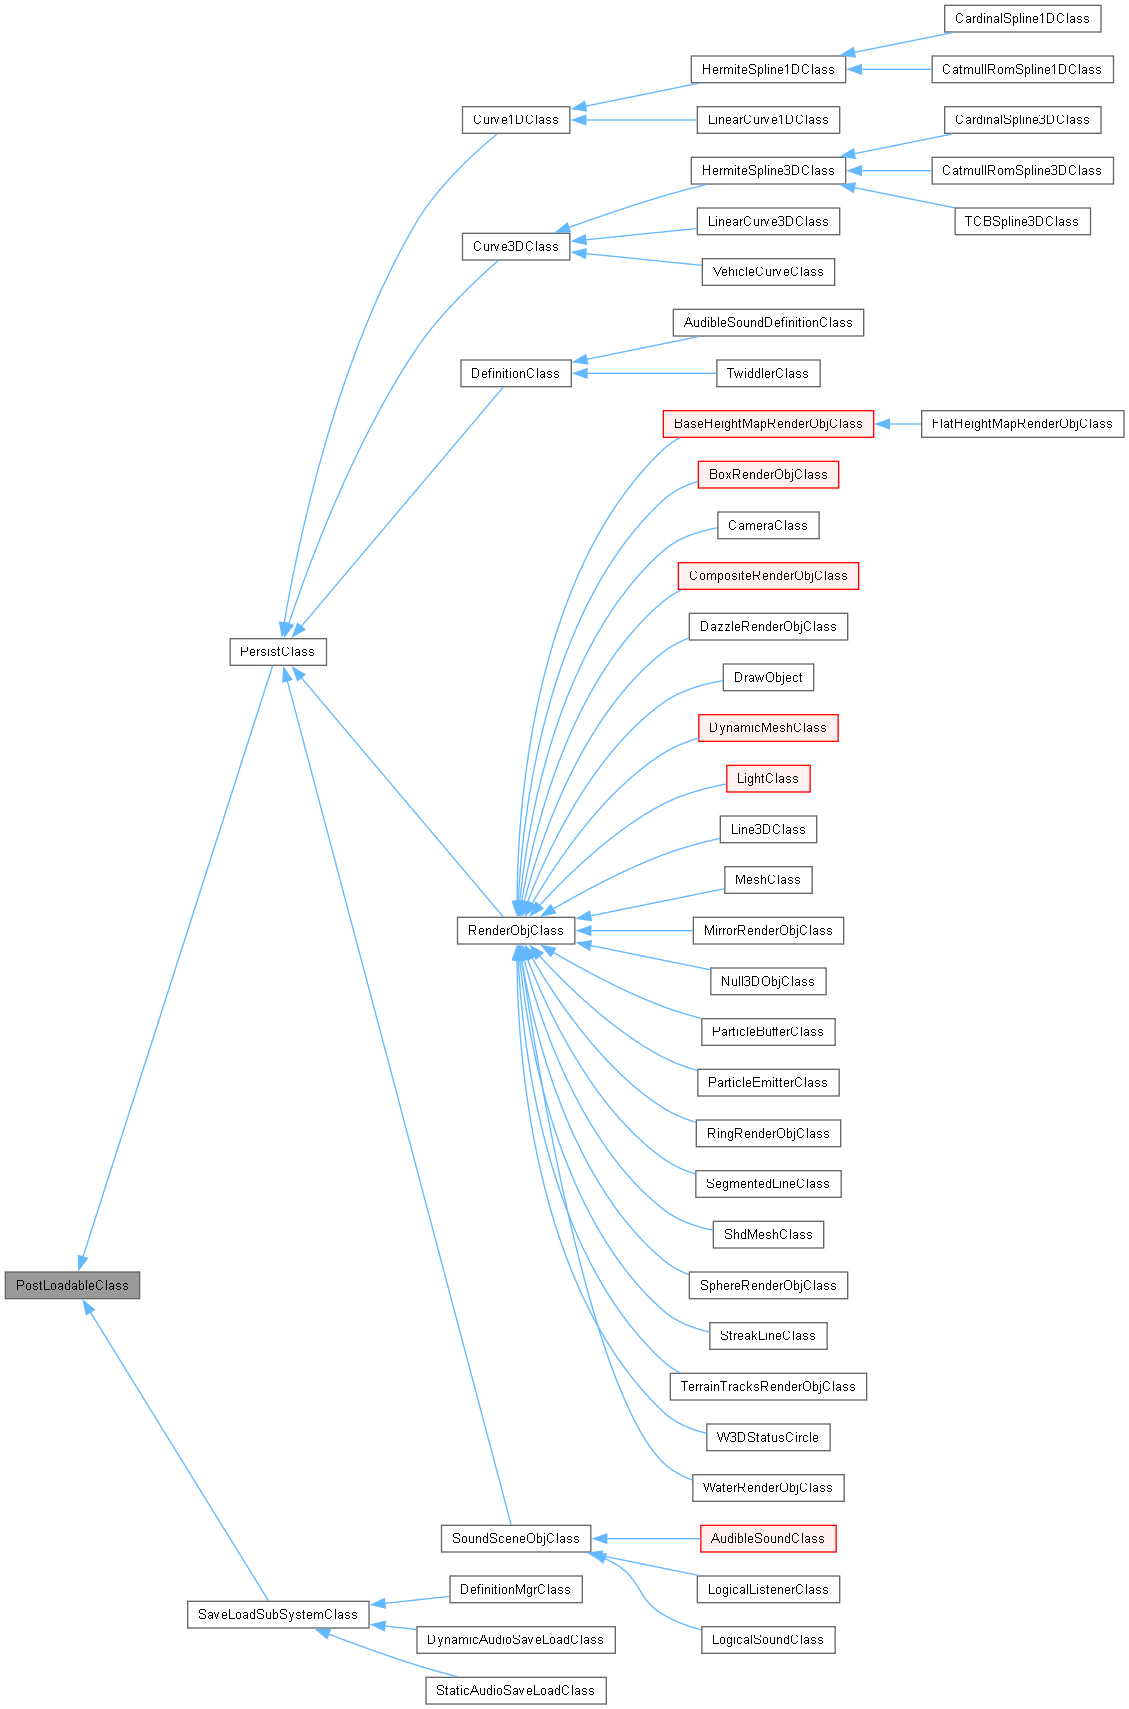 CardinalSpline1DClass
HermiteSpline1DClass
CatmullRomSpline1DClass
Curve1DClass
LinearCurve1DClass
CardinalSpline3DClass
HermiteSpline3DClass
CatmullRomSpline3DClass
LinearCurve3DClass
TCBSpline3DClass
Curve3DClass
VehicleCurveClass
AudibleSoundDefinitionClass
DefinitionClass
TwiddlerClass
BaseHeightMapRenderObjClass
FlatHeightMapRenderObjClass
BoxRenderObjClass
CameraClass
CompositeRenderObjClass
DazzleRenderObjClass
PersistClass
DrawObject
DynamicMeshClass
LightClass
Line3DClass
MeshClass
RenderObjClass
MirrorRenderObjClass
Null3DObjClass
ParticleBufferClass
ParticleEmitterClass
RingRenderObjClass
SegmentedLineClass
ShdMeshClass
PostLoadableClass
SphereRenderObjClass
StreakLineClass
TerrainTracksRenderObjClass
W3DStatusCircle
WaterRenderObjClass
SoundSceneObjClass
AudibleSoundClass
DefinitionMgrClass
LogicalListenerClass
SaveLoadSubSystemClass
DynamicAudioSaveLoadClass
LogicalSoundClass
StaticAudioSaveLoadClass